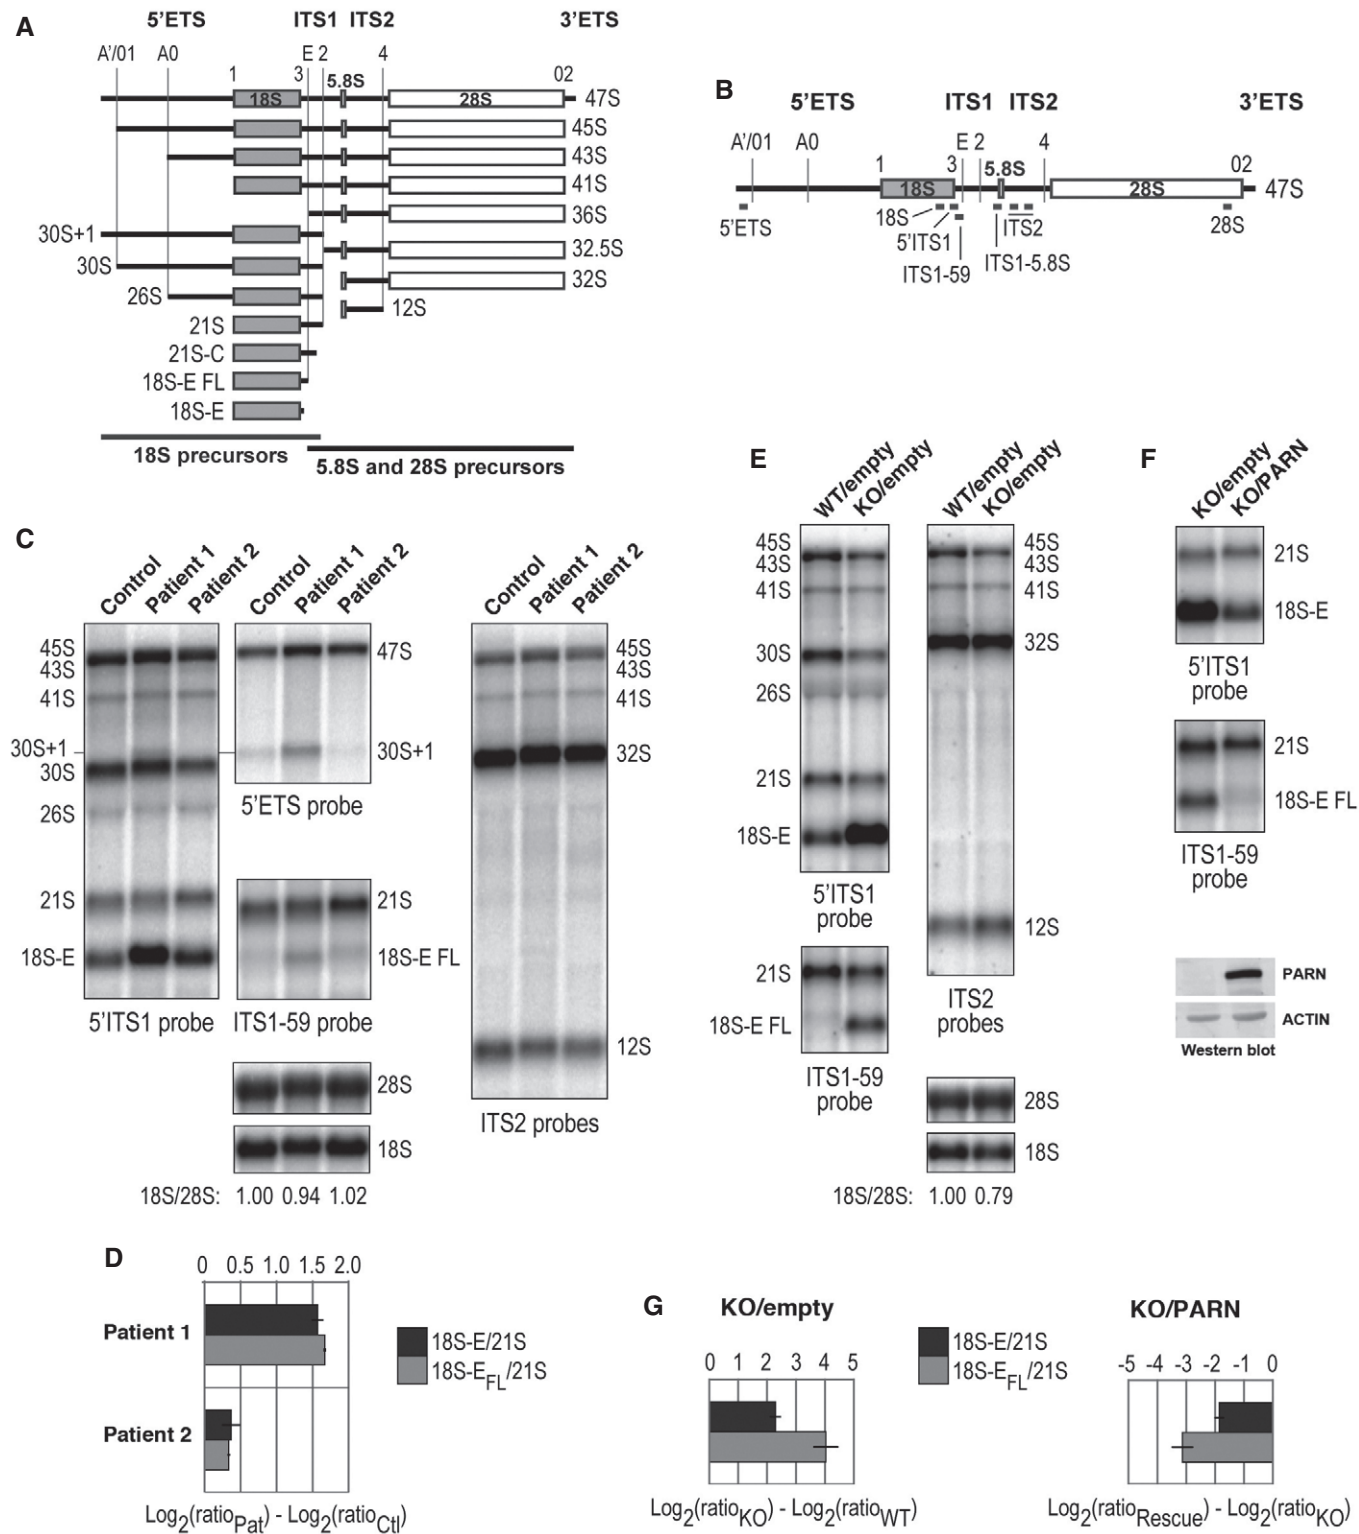 A
5’ETS ITS1 ITS2 3’ETS
A’/01 A0 E 2 4
1 3 5.8S 02
18S 28S 47S
45S
43S
41S
36S
30S+1
32.5S
30S
32S
26S
12S
21S
21S-C
18S-E FL
18S-E
18S precursors
5.8S and 28S precursors
B
5’ETS ITS1 ITS2 3’ETS
A’/01 A0 E 2 4
1 3 5.8S 02
18S 28S 47S
5’ETS 18S ITS2 28S
5’ITS1
ITS1-5.8S
ITS1-59
C
Control Patient 1 Patient 2
45S
43S
41S
30S+1
30S
26S
21S
18S-E
5’ITS1 probe
Control Patient 1 Patient 2
47S
30S+1
5’ETS probe
21S
18S-E FL
ITS1-59 probe
28S
18S
18S/28S: 1.00 0.94 1.02
Control Patient 1 Patient 2
45S
43S
41S
32S
12S
ITS2 probes
D
0 0.5 1.0 1.5 2.0
Patient 1
Patient 2
18S-E/21S
18S-EFL/21S
Log2(ratioPat) - Log2(ratioCtl)
E
WT/empty KO/empty
45S
43S
41S
30S
26S
21S
18S-E
5’ITS1
probe
21S
18S-E FL
ITS1-59
probe
WT/empty KO/empty
45S
43S
41S
32S
12S
ITS2
probes
28S
18S
18S/28S: 1.00 0.79
F
KO/empty KO/PARN
21S
18S-E
5’ITS1
probe
21S
18S-E FL
ITS1-59
probe
PARN
ACTIN
Western blot
G
KO/empty
0 1 2 3 4 5
Log2(ratioKO) - Log2(ratioWT)
18S-E/21S
18S-EFL/21S
KO/PARN
-5 -4 -3 -2 -1 0
Log2(ratioRescue) - Log2(ratioKO)